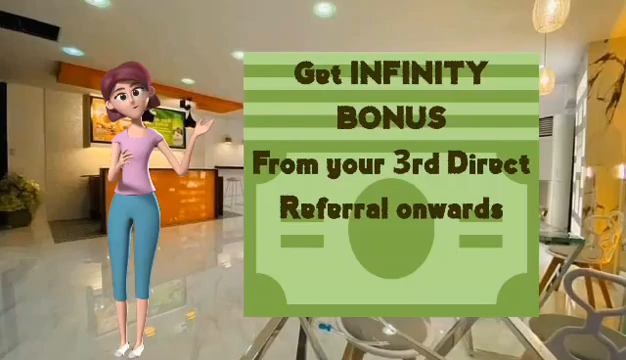 Get INFINITY
BONUS
From your 3rd Direct
Referral onwards